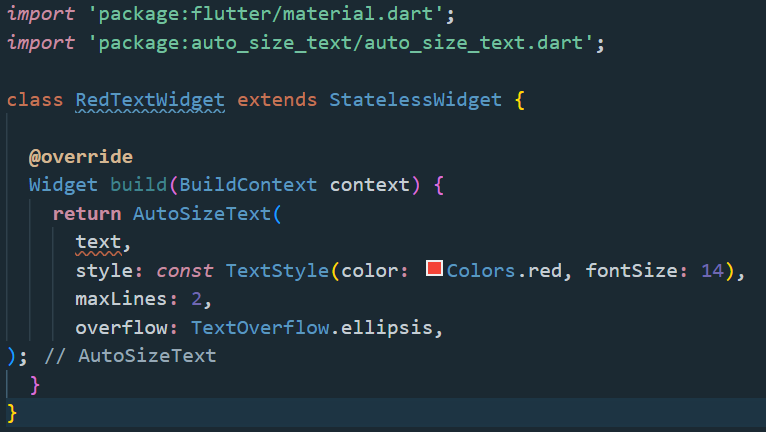 import 'package:flutter/material.dart';
import 'package:auto_size_text/auto_size_text.dart';

class RedTextWidget extends StatelessWidget {

  @override
  Widget build(BuildContext context) {
    return AutoSizeText(
      text,
      style: const TextStyle(color: Colors.red, fontSize: 14),
      maxLines: 2,
      overflow: TextOverflow.ellipsis,
); // AutoSizeText
  }
}